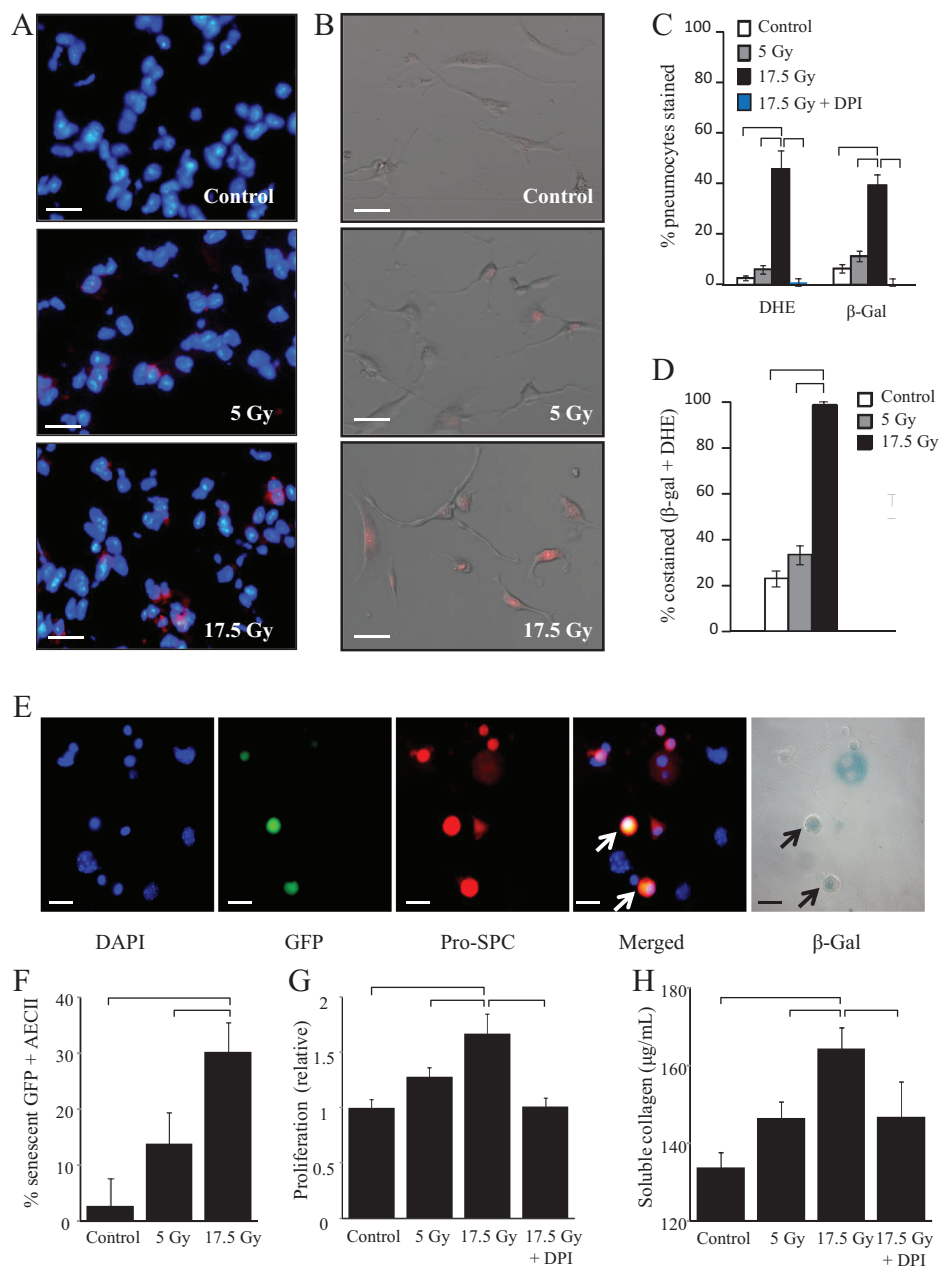 A
Control
5 Gy
17.5 Gy
B
Control
5 Gy
17.5 Gy
C
Control
5 Gy
17.5 Gy
17.5 Gy + DPI
% pneumocytes stained
100
80
60
40
20
0
DHE
β-Gal
D
Control
5 Gy
17.5 Gy
% costained (β-gal + DHE)
100
80
60
40
20
0
E
DAPI
GFP
Pro-SPC
Merged
β-Gal
F
% senescent GFP + AECII
40
30
20
10
0
Control
5 Gy
17.5 Gy
G
Proliferation (relative)
2
1.5
1
0.5
0
Control
5 Gy
17.5 Gy
17.5 Gy
+ DPI
H
Soluble collagen (μg/mL)
180
160
140
120
Control
5 Gy
17.5 Gy
17.5 Gy
+ DPI